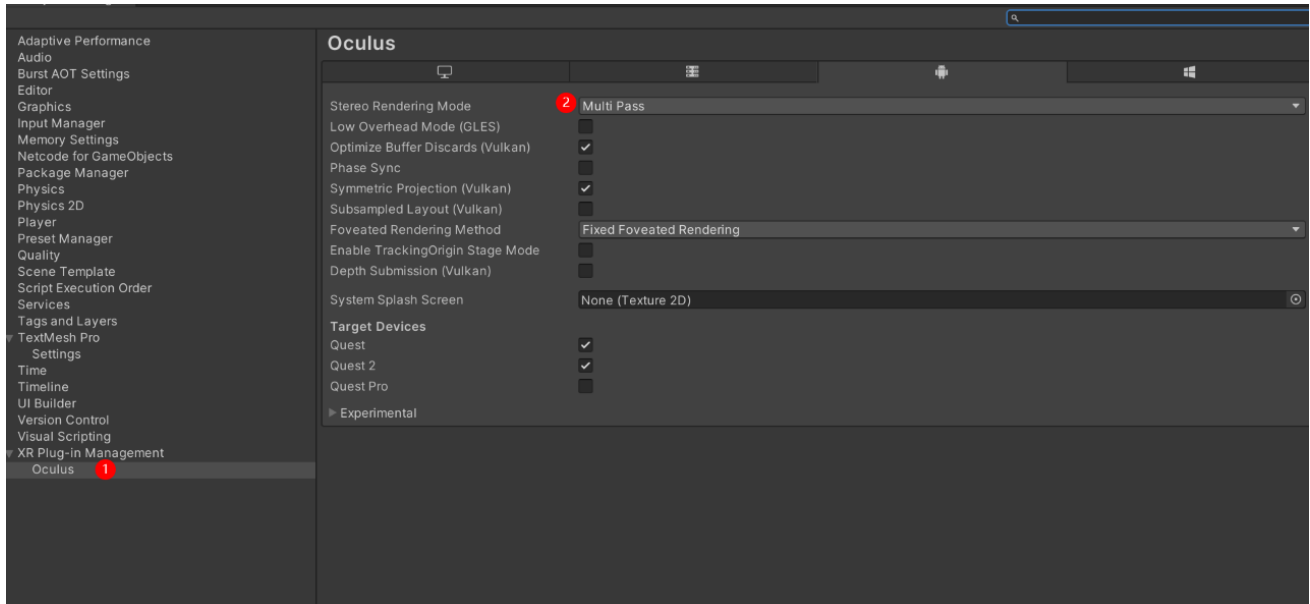 Adaptive Performance
Audio
Burst AOT Settings
Editor
Graphics
Input Manager
Memory Settings
Netcode for GameObjects
Package Manager
Physics
Physics 2D
Player
Preset Manager
Quality
Scene Template
Script Execution Order
Services
Tags and Layers
TextMesh Pro
Settings
Time
Timeline
UI Builder
Version Control
Visual Scripting
XR Plug-in Management
Oculus 1
Oculus
Stereo Rendering Mode 2 Multi Pass
Low Overhead Mode (GLES)
Optimize Buffer Discards (Vulkan)
Phase Sync
Symmetric Projection (Vulkan)
Subsampled Layout (Vulkan)
Foveated Rendering Method Fixed Foveated Rendering
Enable TrackingOrigin Stage Mode
Depth Submission (Vulkan)
System Splash Screen None (Texture 2D)
Target Devices
Quest
Quest 2
Quest Pro
Experimental